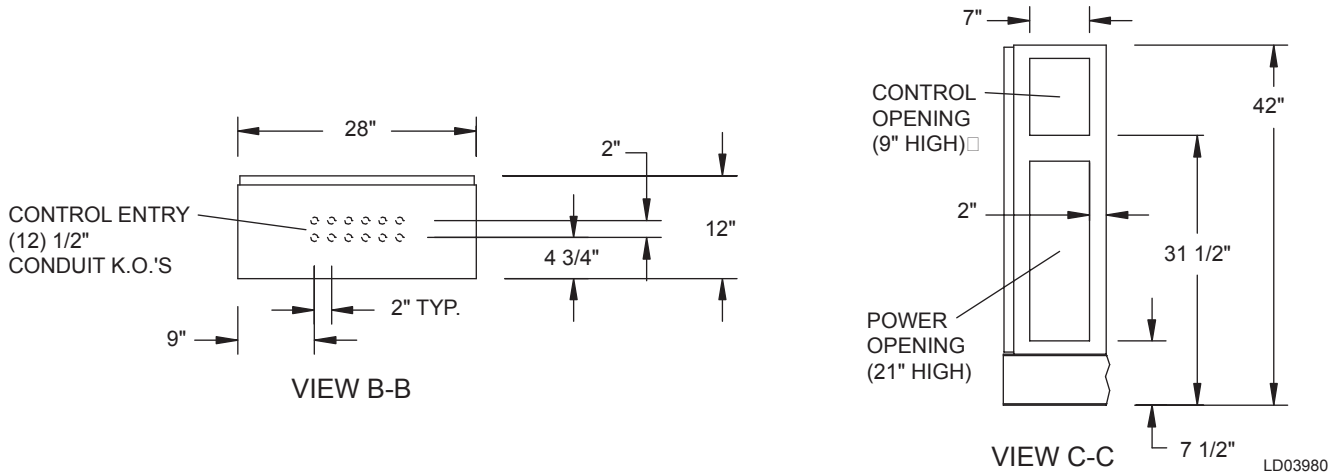 28"
2"
12"
CONTROL ENTRY
(12) 1/2"
CONDUIT K.O.'S
4 3/4"
2" TYP.
9"
VIEW B-B
7"
CONTROL
OPENING
(9" HIGH)□
42"
2"
31 1/2"
POWER
OPENING
(21" HIGH)
7 1/2"
VIEW C-C
LD03980